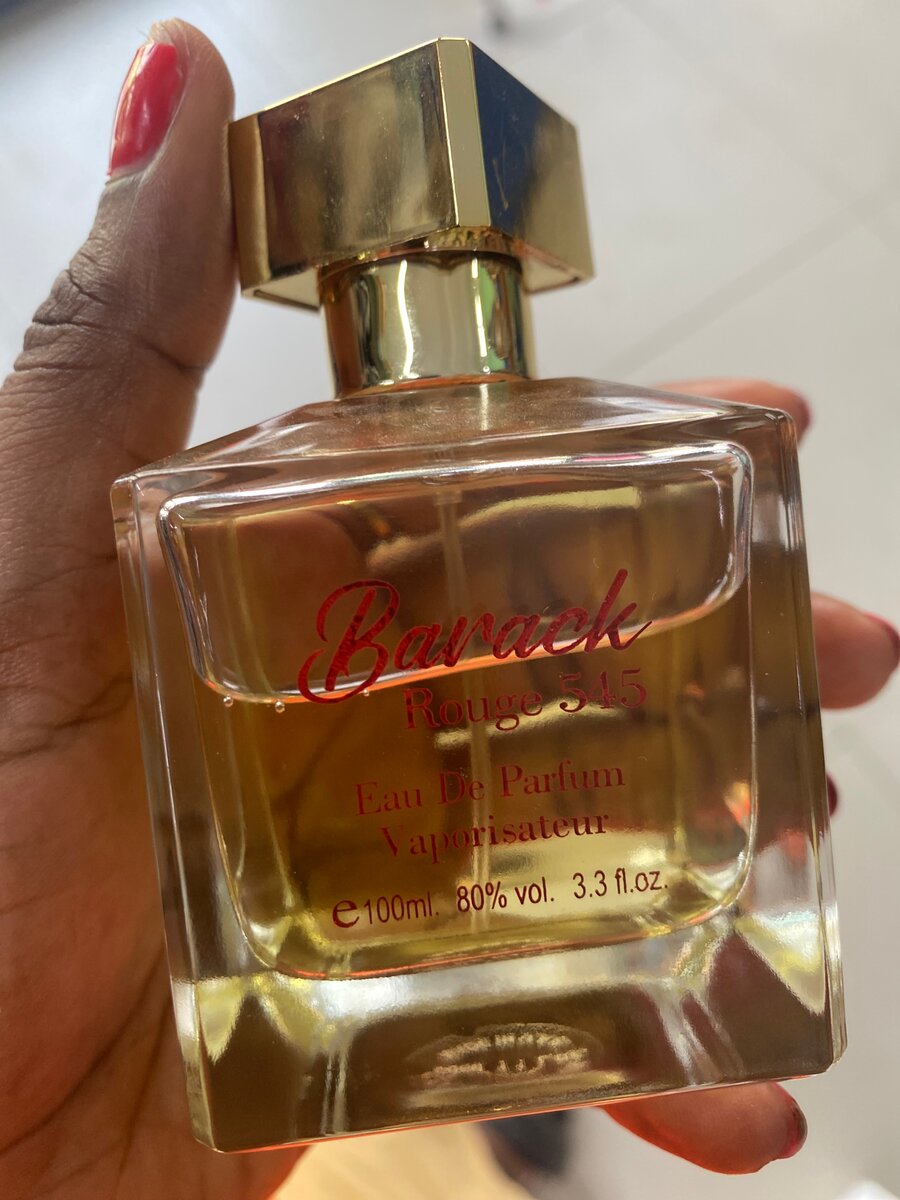 Barack
Rouge 545
Eau De Parfum
Vaporisateur
e100ml. 80% vol. 3.3 fl.oz.